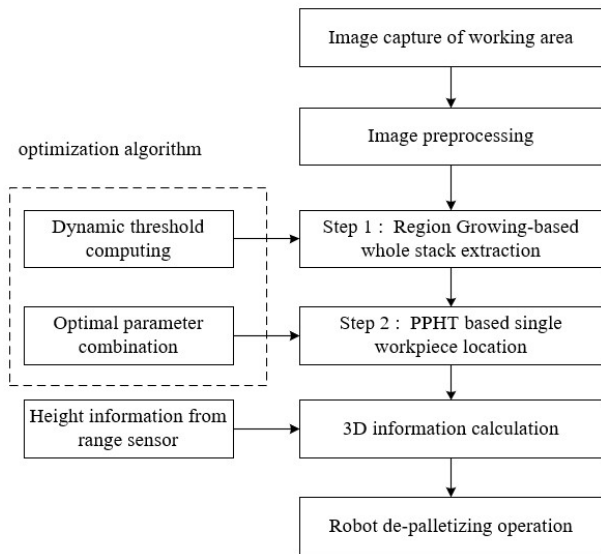 Image capture of working area
Image preprocessing
optimization algorithm
Dynamic threshold
computing
Step 1 : Region Growing-based
whole stack extraction
Optimal parameter
combination
Step 2 : PPHT based single
workpiece location
Height information from
range sensor
3D information calculation
Robot de-palletizing operation